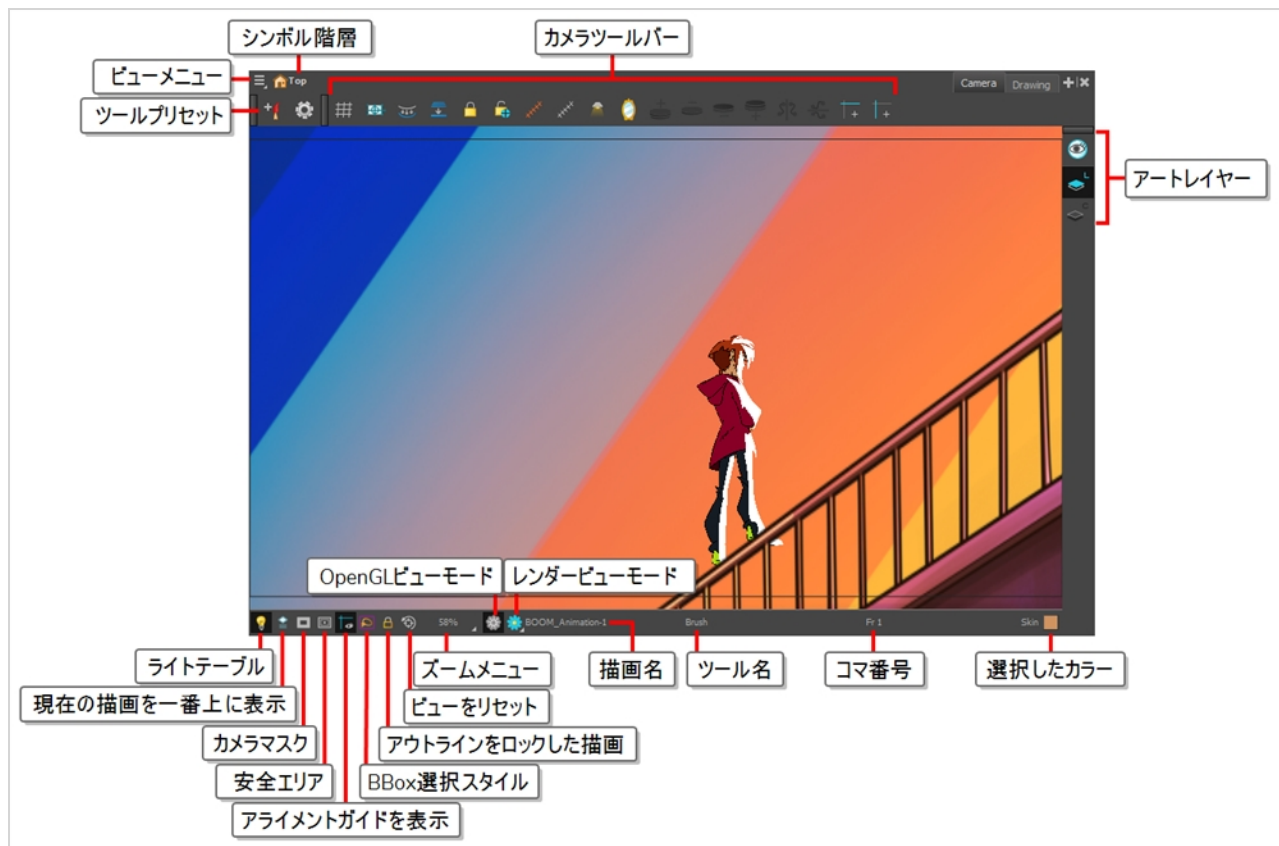 シンボル階層
カメラツールバー
ビューメニュー
Top
Camera
Drawing
ツールプリセット
L
C
アートレイヤー
OpenGLビューモード
レンダービューモード
58%
BOOM_Animation-1
Brush
Fr 1
Skin
ライトテーブル
ズームメニュー
描画名
ツール名
コマ番号
選択したカラー
現在の描画を一番上に表示
ビューをリセット
カメラマスク
アウトラインをロックした描画
安全エリア
BBox選択スタイル
アライメントガイドを表示